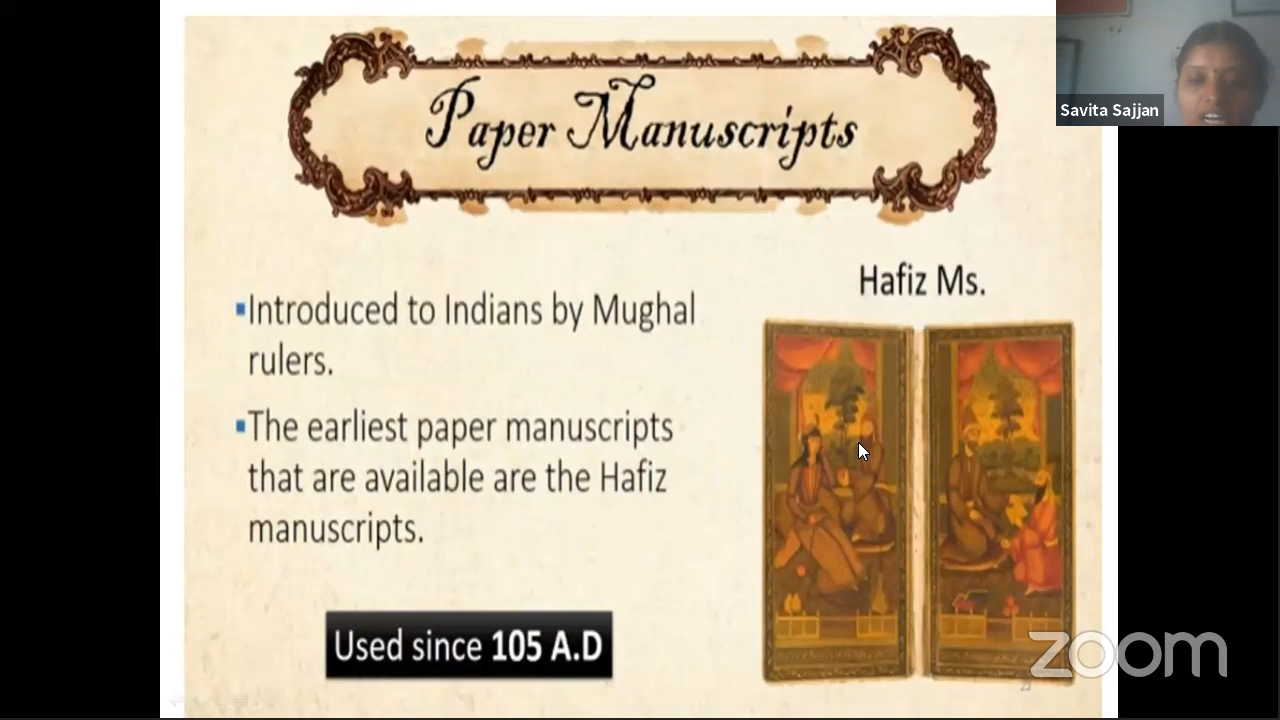 Paper Manuscripts
Savita Sajjan
Hafiz Ms.
▪Introduced to Indians by Mughal
rulers.
▪The earliest paper manuscripts
that are available are the Hafiz
manuscripts.
Used since 105 A.D
zoom